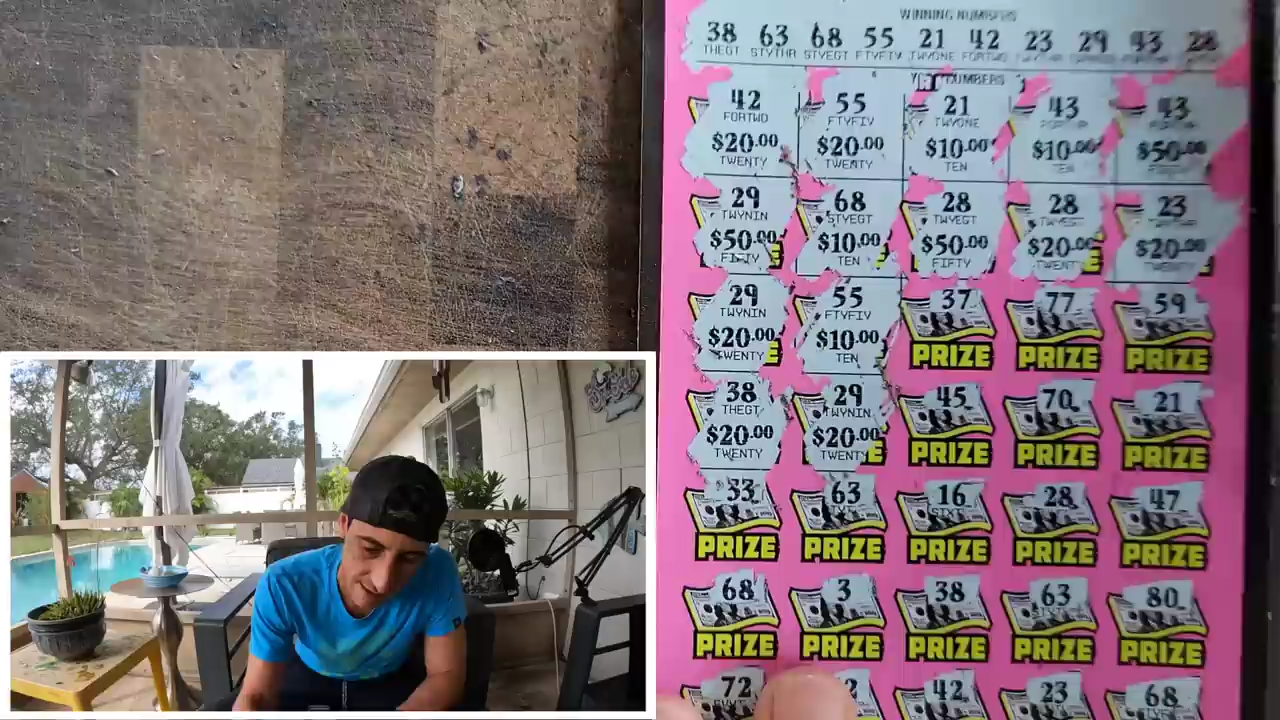 WINNING NUMBERS
38 63 68 55 21 42 23 29 43 28
THEGT STYTHR STYEGT FTYFIV TWYONE FORTWO
NUMBERS
42 55 21 43 43
FORTWO FTYFIV TWYONE
$20.00 $20.00 $10.00 $10.00 $50.00
TWENTY TWENTY TEN TEN
29 68 28 28 23
TWYNIN STYEGT TWYEGT TWYEGT
$50.00 $10.00 $50.00 $20.00 $20.00
FIFTY TEN FIFTY TWENTY TWENTY
29 55 37 77 59
TWYNIN FTYFIV
$20.00 $10.00 PRIZE PRIZE PRIZE
TWENTY TEN
38 29 45 70 21
THEGT TWYNIN
$20.00 $20.00 PRIZE PRIZE PRIZE
TWENTY TWENTY
33 63 16 28 47
PRIZE PRIZE PRIZE PRIZE PRIZE
68 3 38 63 80
PRIZE PRIZE PRIZE PRIZE PRIZE
72 2 42 23 68